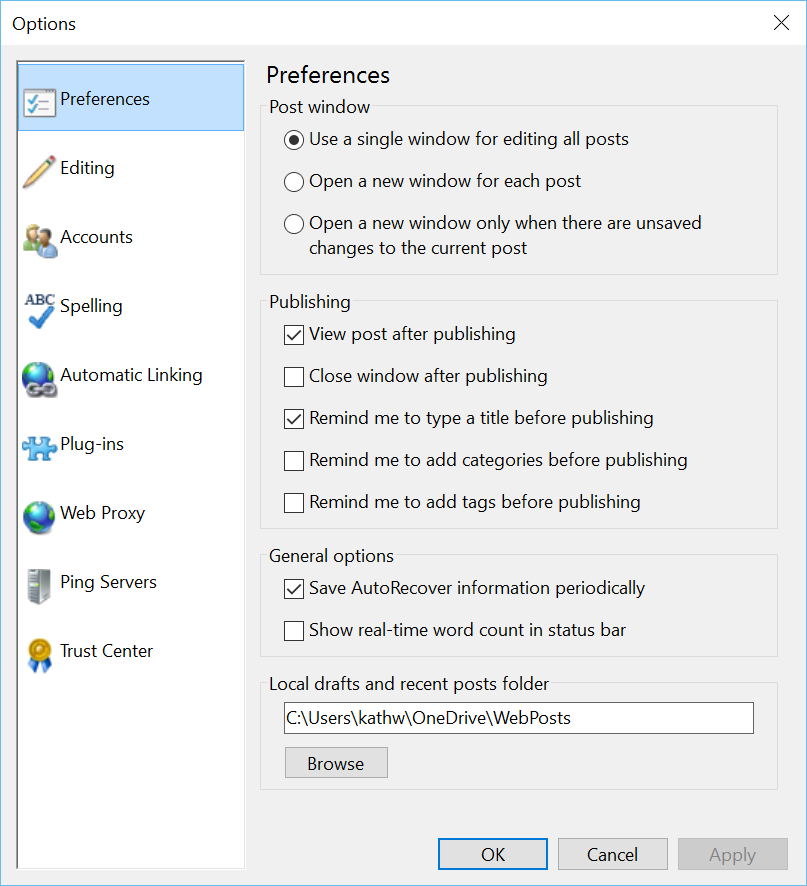 Options
Preferences
Editing
Accounts
ABC
Spelling
Automatic Linking
Plug-ins
Web Proxy
Ping Servers
Trust Center
Preferences
Post window
Use a single window for editing all posts
Open a new window for each post
Open a new window only when there are unsaved
changes to the current post
Publishing
View post after publishing
Close window after publishing
Remind me to type a title before publishing
Remind me to add categories before publishing
Remind me to add tags before publishing
General options
Save AutoRecover information periodically
Show real-time word count in status bar
Local drafts and recent posts folder
C:\Users\kathw\OneDrive\WebPosts
Browse
OK
Cancel
Apply